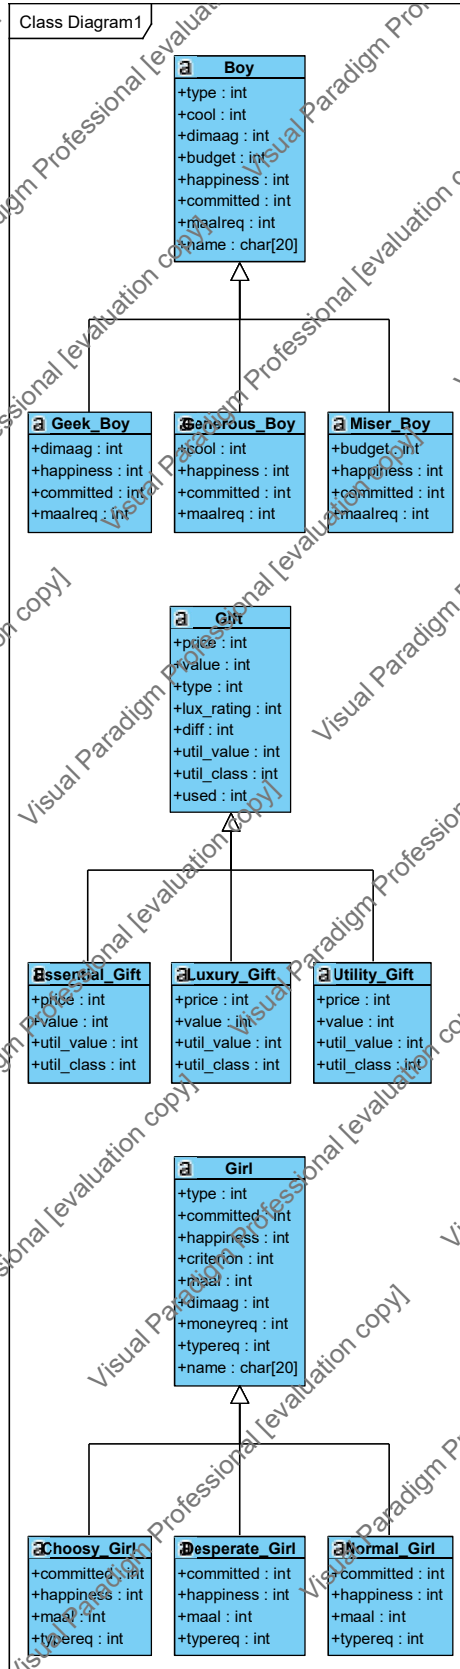 Class Diagram1
Boy
+type : int
+cool : int
+dimaag : int
+budget : int
+happiness : int
+committed : int
+maalreq : int
+name : char[20]
Geek_Boy
+dimaag : int
+happiness : int
+committed : int
+maalreq : int
Generous_Boy
+cool : int
+happiness : int
+committed : int
+maalreq : int
Miser_Boy
+budget : int
+happiness : int
+committed : int
+maalreq : int
Gift
+price : int
+value : int
+type : int
+lux_rating : int
+diff : int
+util_value : int
+util_class : int
+used : int
Essential_Gift
+price : int
+value : int
+util_value : int
+util_class : int
Luxury_Gift
+price : int
+value : int
+util_value : int
+util_class : int
Utility_Gift
+price : int
+value : int
+util_value : int
+util_class : int
Girl
+type : int
+committed : int
+happiness : int
+criterion : int
+maal : int
+dimaag : int
+moneyreq : int
+typereq : int
+name : char[20]
Choosy_Girl
+committed : int
+happiness : int
+maal : int
+typereq : int
Desperate_Girl
+committed : int
+happiness : int
+maal : int
+typereq : int
Normal_Girl
+committed : int
+happiness : int
+maal : int
+typereq : int
Visual Paradigm Professional [evaluation copy]